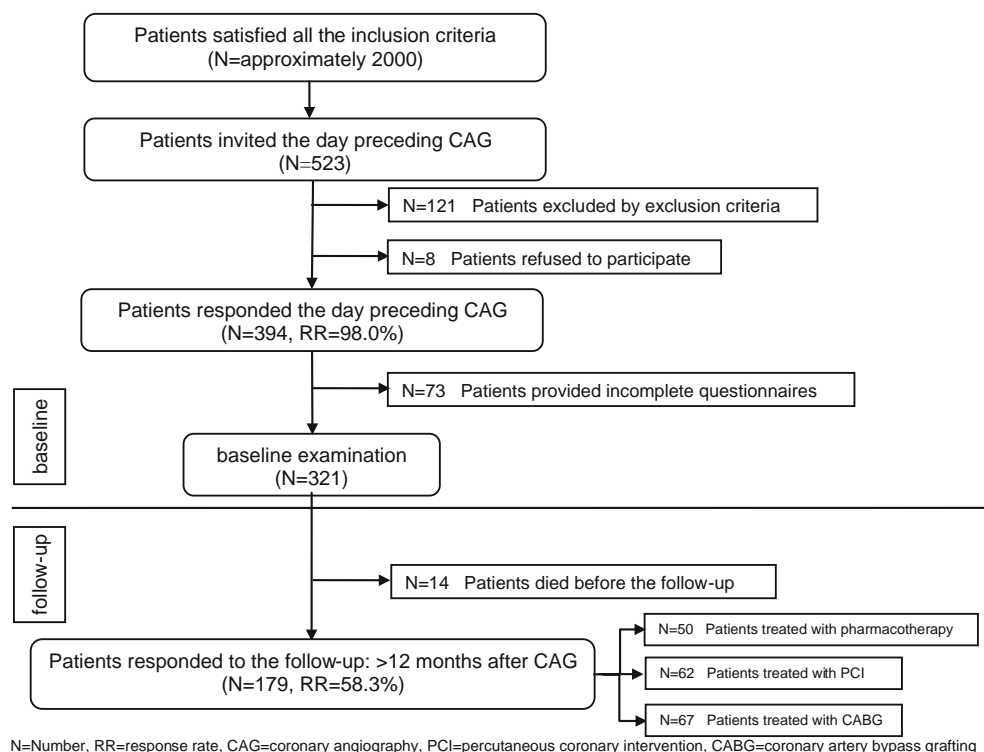 Patients satisfied all the inclusion criteria
(N=approximately 2000)
Patients invited the day preceding CAG
(N=523)
N=121 Patients excluded by exclusion criteria
N=8 Patients refused to participate
Patients responded the day preceding CAG
(N=394, RR=98.0%)
N=73 Patients provided incomplete questionnaires
baseline
baseline examination
(N=321)
follow-up
N=14 Patients died before the follow-up
N=50 Patients treated with pharmacotherapy
Patients responded to the follow-up: >12 months after CAG
(N=179, RR=58.3%)
N=62 Patients treated with PCI
N=67 Patients treated with CABG
N=Number, RR=response rate, CAG=coronary angiography, PCI=percutaneous coronary intervention, CABG=coronary artery bypass grafting